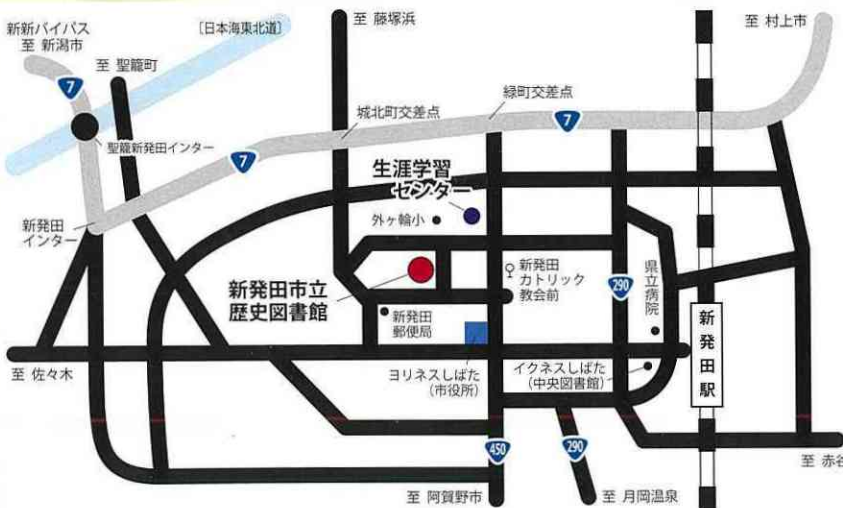 新新バイパス
至 新潟市
[日本海東北道]
至 藤塚浜
至 村上市
至 聖籠町
7
緑町交差点
城北町交差点
7
聖籠新発田インター
7
生涯学習
センター
外ヶ輪小
新発田
インター
新発田市立
歴史図書館
新発田
カトリック
教会前
290
県立病院
新発田駅
新発田
郵便局
至 佐々木
ヨリネスしばた
(市役所)
イクネスしばた
(中央図書館)
450
290
至 赤谷
至 阿賀野市
至 月岡温泉